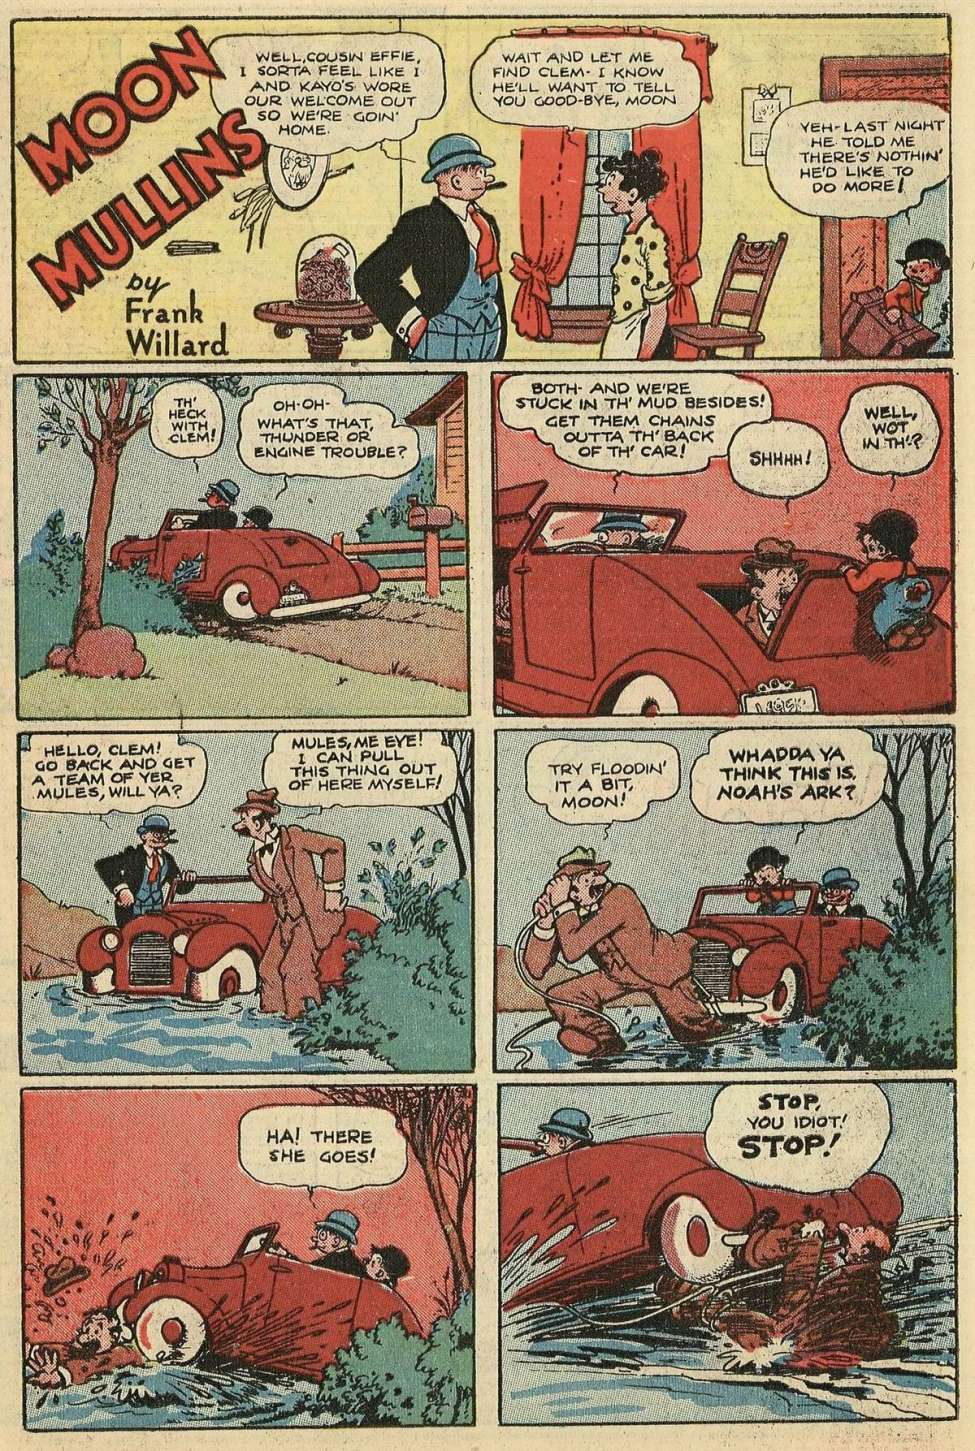 MOON
MULLINS
by
Frank
Willard
WELL, COUSIN EFFIE,
I SORTA FEEL LIKE I
AND KAYO'S WORE
OUR WELCOME OUT
SO WE'RE GOIN'
HOME.
WAIT AND LET ME
FIND CLEM- I KNOW
HE'LL WANT TO TELL
YOU GOOD-BYE, MOON
YEH-LAST NIGHT
HE TOLD ME
THERE'S NOTHIN'
HE'D LIKE TO
DO MORE!
TH'
HECK
WITH
CLEM!
OH-OH-
WHAT'S THAT,
THUNDER OR
ENGINE TROUBLE?
BOTH- AND WE'RE
STUCK IN TH' MUD BESIDES!
GET THEM CHAINS
OUTTA TH' BACK
OF TH' CAR!
SHHHH!
WELL,
WOT
IN TH'-?
HELLO, CLEM!
GO BACK AND GET
A TEAM OF YER
MULES, WILL YA?
MULES, ME EYE!
I CAN PULL
THIS THING OUT
OF HERE MYSELF!
TRY FLOODIN'
IT A BIT,
MOON!
WHADDA YA
THINK THIS IS,
NOAH'S ARK?
HA! THERE
SHE GOES!
STOP,
YOU IDIOT!
STOP!